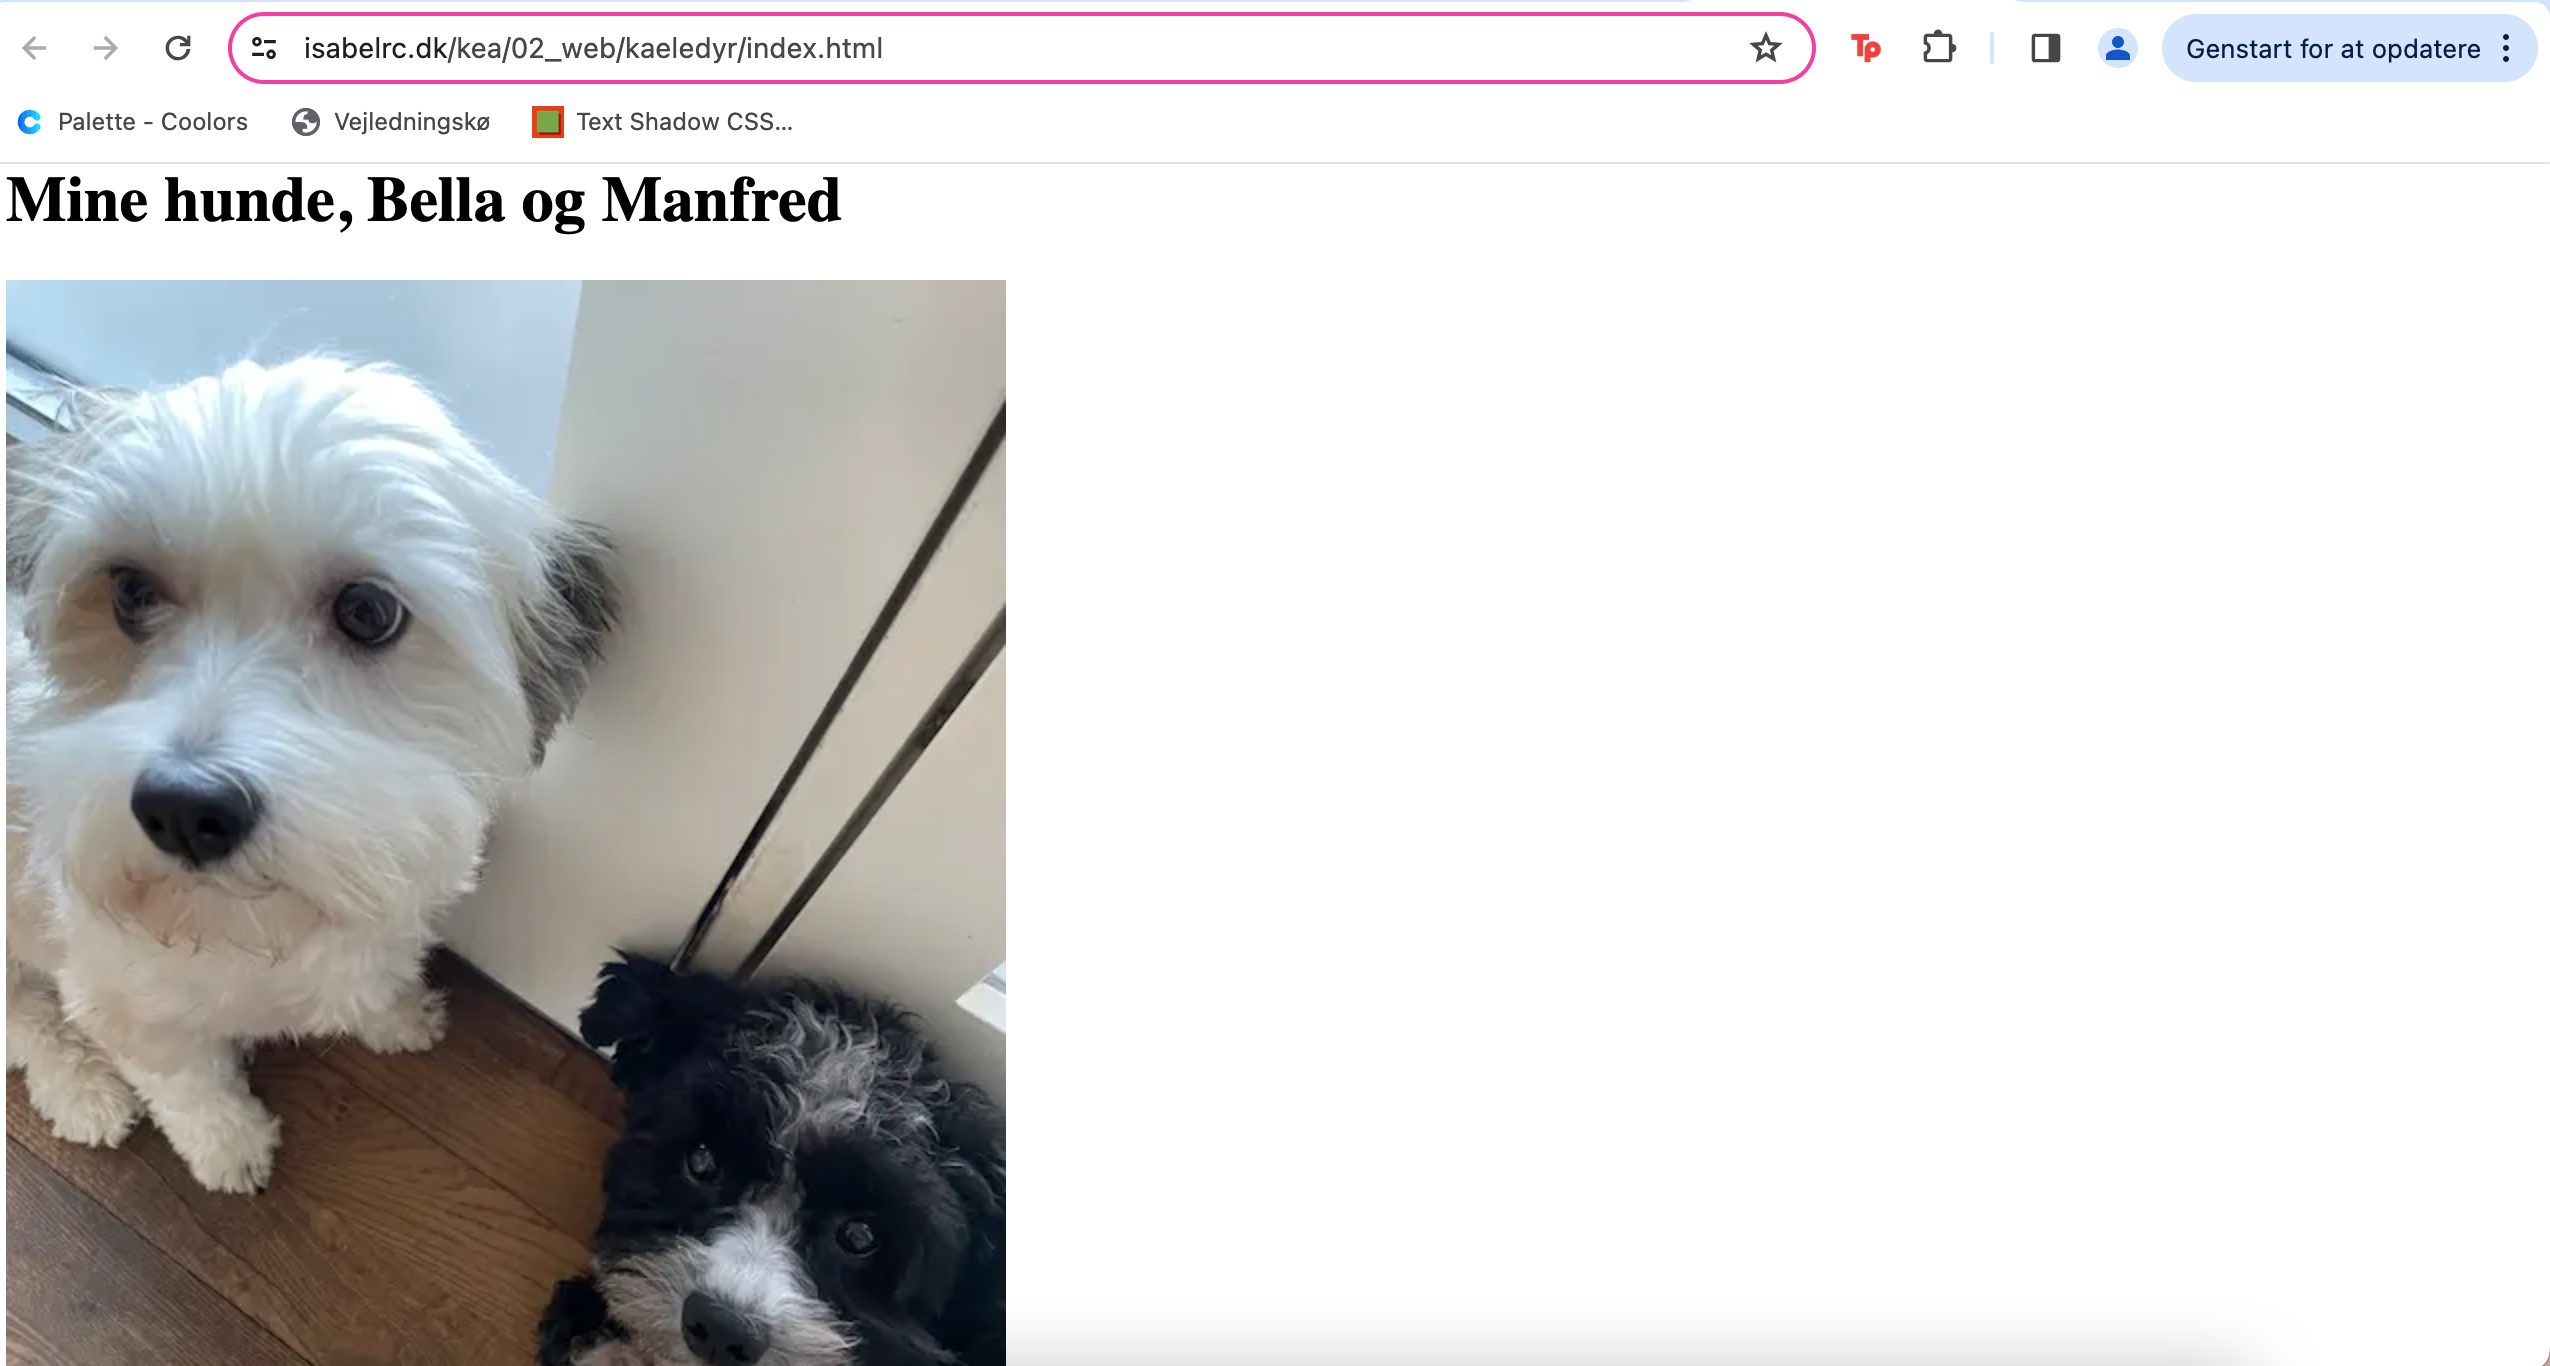 isabelrc.dk/kea/02_web/kaeledyr/index.html
Tp
Genstart for at opdatere
Palette - Coolors
Vejledningskø
Text Shadow CSS...
Mine hunde, Bella og Manfred